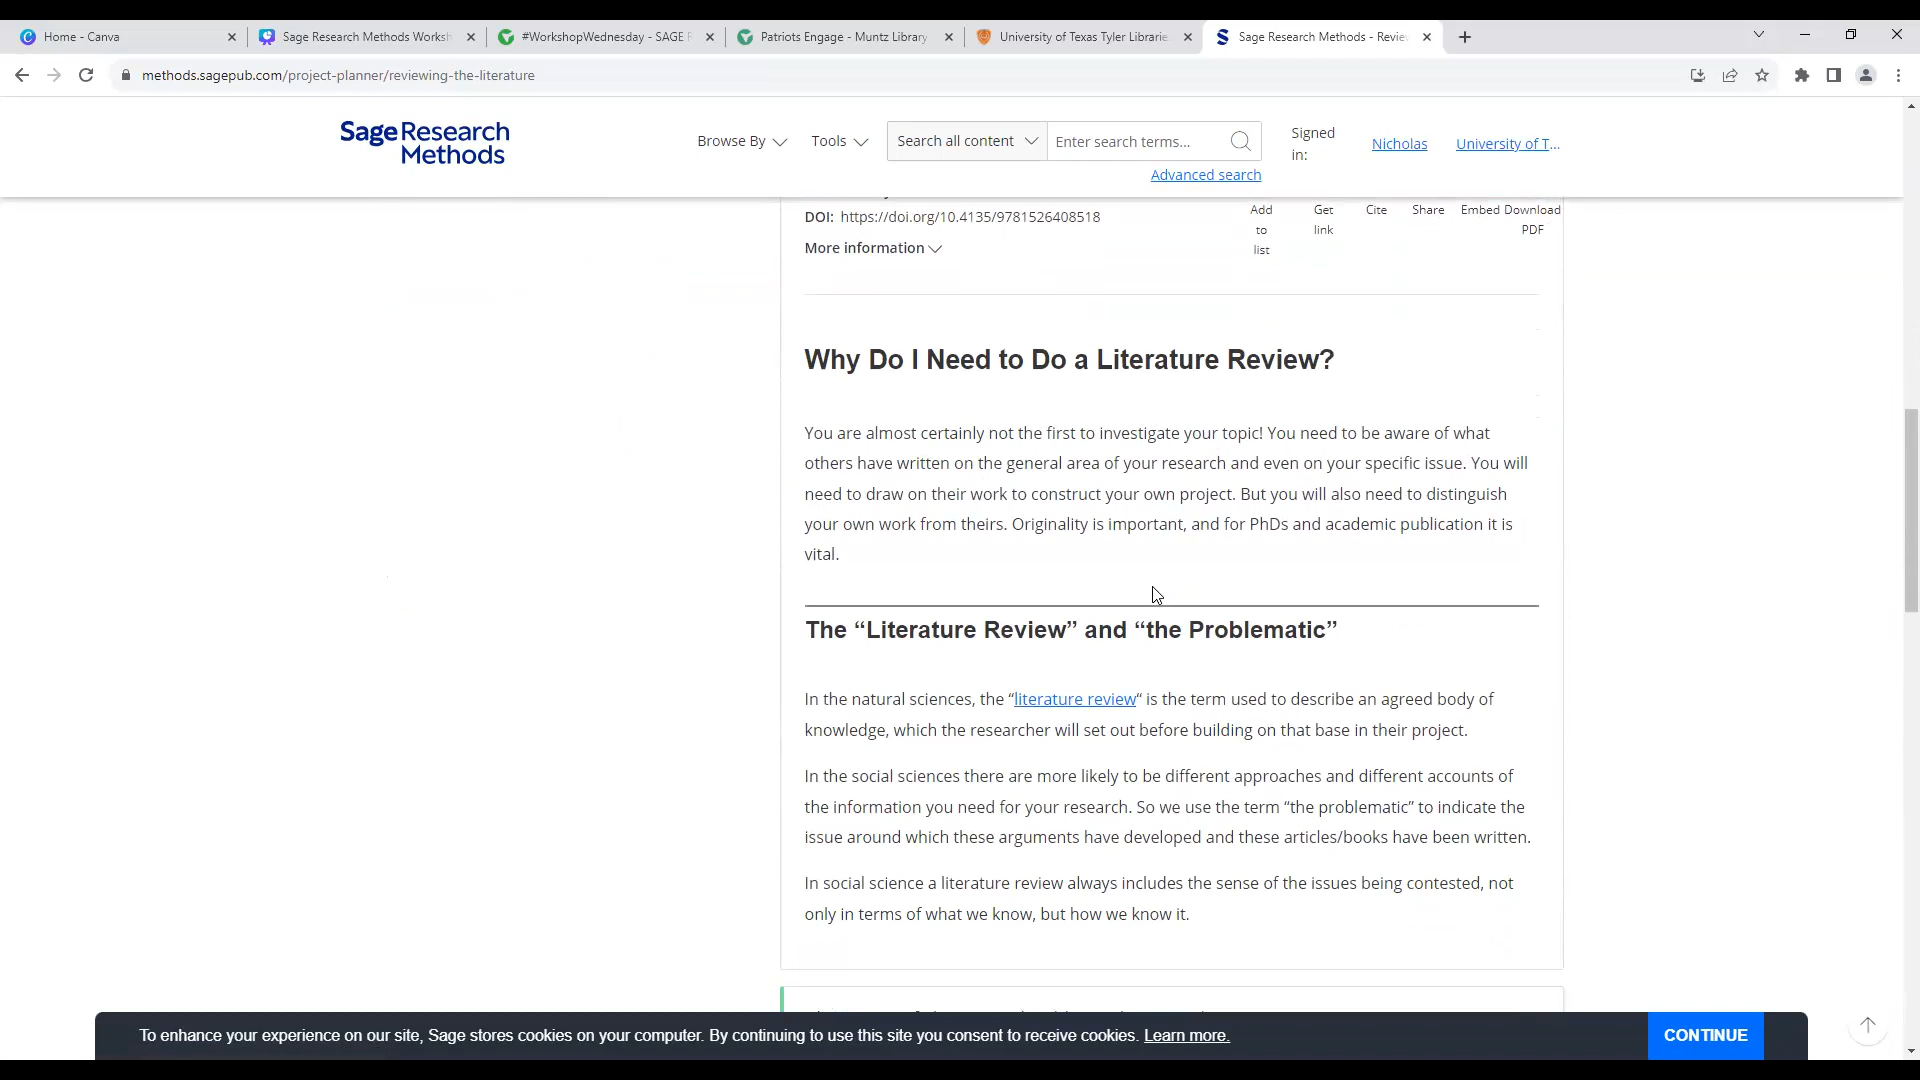 Home - Canva
Sage Research Methods Worksh
#WorkshopWednesday - SAGE R
Patriots Engage - Muntz Library
University of Texas Tyler Librarie
Sage Research Methods - Revie
methods.sagepub.com/project-planner/reviewing-the-literature
Sage Research
Methods
Browse By
Tools
Search all content
Enter search terms...
Advanced search
Signed
in:
Nicholas
University of T...
DOI: https://doi.org/10.4135/9781526408518
More information
Add
to
list
Get
link
Cite
Share
Embed
Download
PDF
Why Do I Need to Do a Literature Review?
You are almost certainly not the first to investigate your topic! You need to be aware of what
others have written on the general area of your research and even on your specific issue. You will
need to draw on their work to construct your own project. But you will also need to distinguish
your own work from theirs. Originality is important, and for PhDs and academic publication it is
vital.
The “Literature Review” and “the Problematic”
In the natural sciences, the “literature review“ is the term used to describe an agreed body of
knowledge, which the researcher will set out before building on that base in their project.
In the social sciences there are more likely to be different approaches and different accounts of
the information you need for your research. So we use the term “the problematic” to indicate the
issue around which these arguments have developed and these articles/books have been written.
In social science a literature review always includes the sense of the issues being contested, not
only in terms of what we know, but how we know it.
To enhance your experience on our site, Sage stores cookies on your computer. By continuing to use this site you consent to receive cookies. Learn more.
CONTINUE